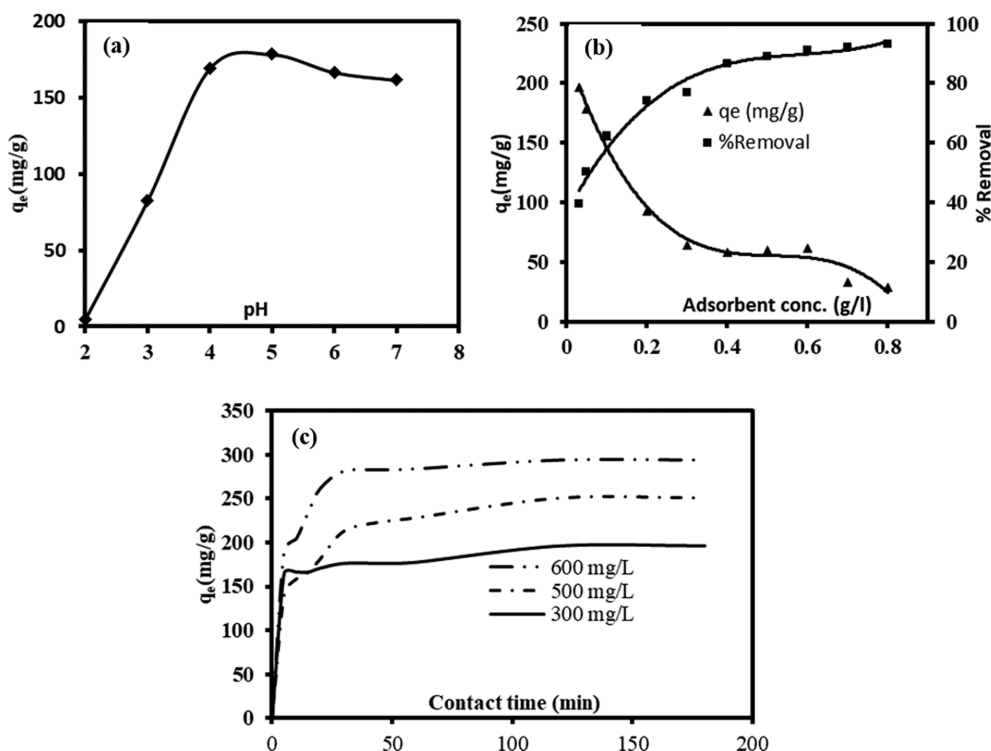 (a)
200
150
100
50
0
qe(mg/g)
pH
2 3 4 5 6 7 8
(b)
250
200
150
100
50
0
qe(mg/g)
qe (mg/g)
%Removal
Adsorbent conc. (g/l)
0 0.2 0.4 0.6 0.8
100
80
60
40
20
0
% Removal
(c)
350
300
250
200
150
100
50
0
qe(mg/g)
600 mg/L
500 mg/L
300 mg/L
Contact time (min)
0 50 100 150 200